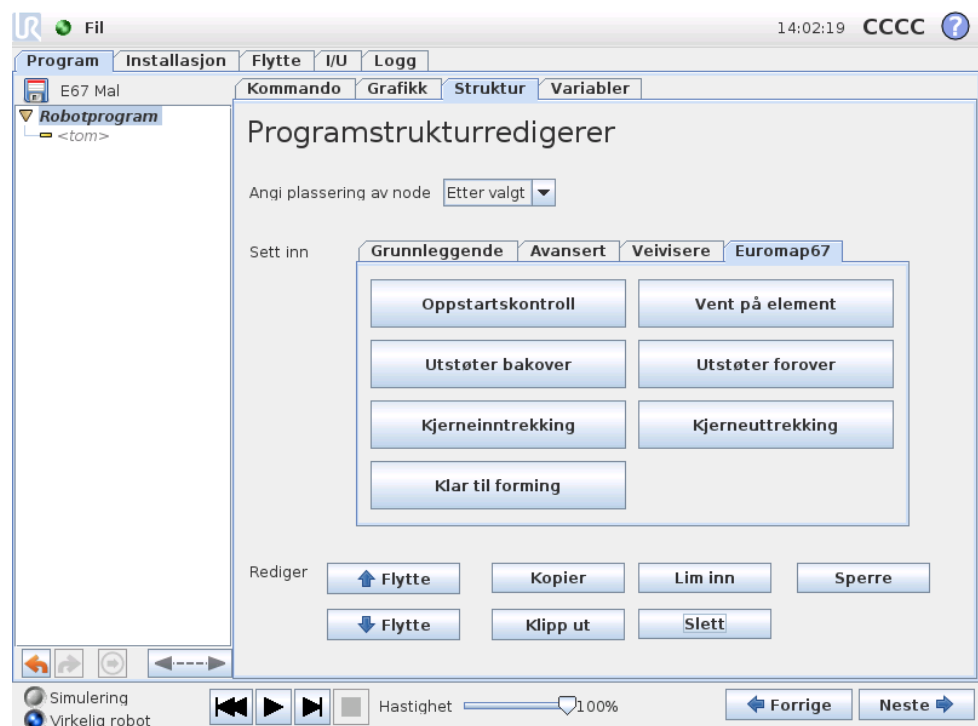 UR Fil 14:02:19 CCCC ?
Program Installasjon Flytte I/U Logg
E67 Mal
Robotprogram
<tom>
Kommando Grafikk Struktur Variabler
Programstrukturredigerer
Angi plassering av node Etter valgt
Sett inn
Grunnleggende Avansert Veivisere Euromap67
Oppstartskontroll Vent på element
Utstøter bakover Utstøter forover
Kjerneinntrekking Kjerneuttrekking
Klar til forming
Rediger
Flytte Kopier Lim inn Sperre
Flytte Klipp ut Slett
Simulering
Virkelig robot
Hastighet 100%
Forrige Neste